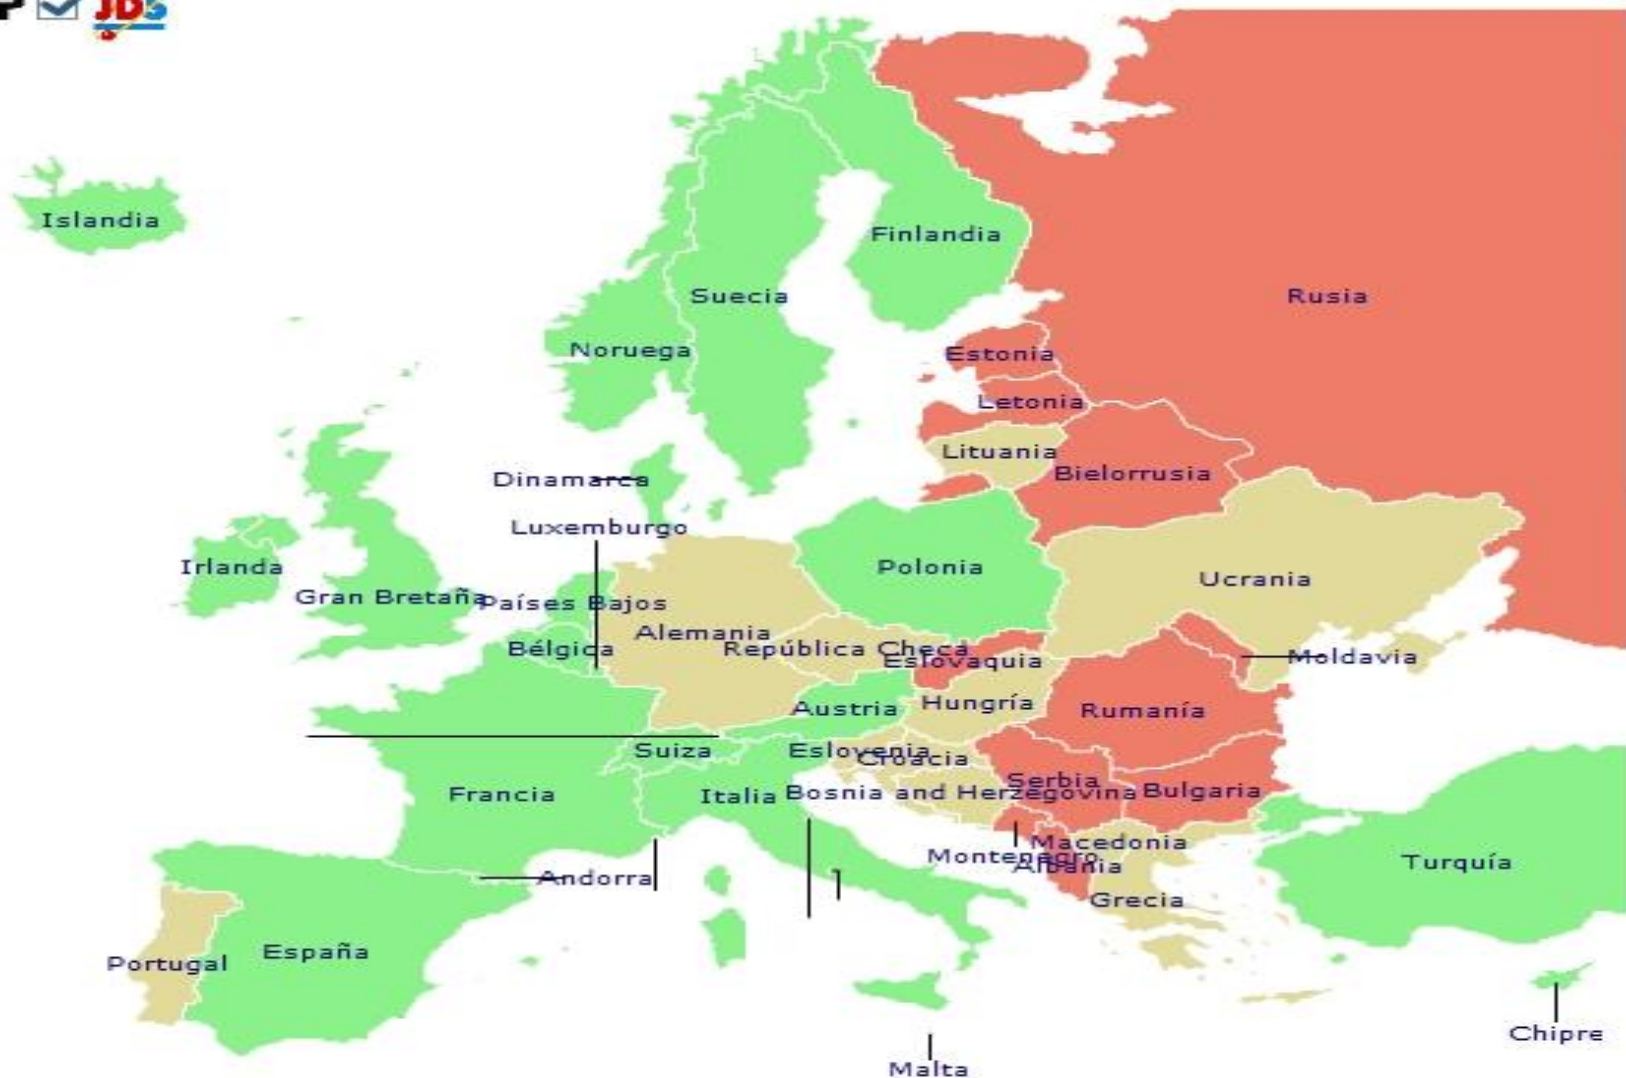 JDS
Islandia
Finlandia
Suecia
Rusia
Noruega
Estonia
Letonia
Lituania
Bielorrusia
Dinamarca
Luxemburgo
Irlanda
Polonia
Ucrania
Gran Bretaña
Países Bajos
Alemania
Bélgica
República Checa
Eslovaquia
Moldavia
Hungría
Austria
Rumanía
Suiza
Eslovenia
Croacia
Serbia
Francia
Italia
Bosnia and Herzegovina
Bulgaria
Macedonia
Montenegro
Albania
Turquía
Andorra
Grecia
España
Portugal
Chipre
Malta